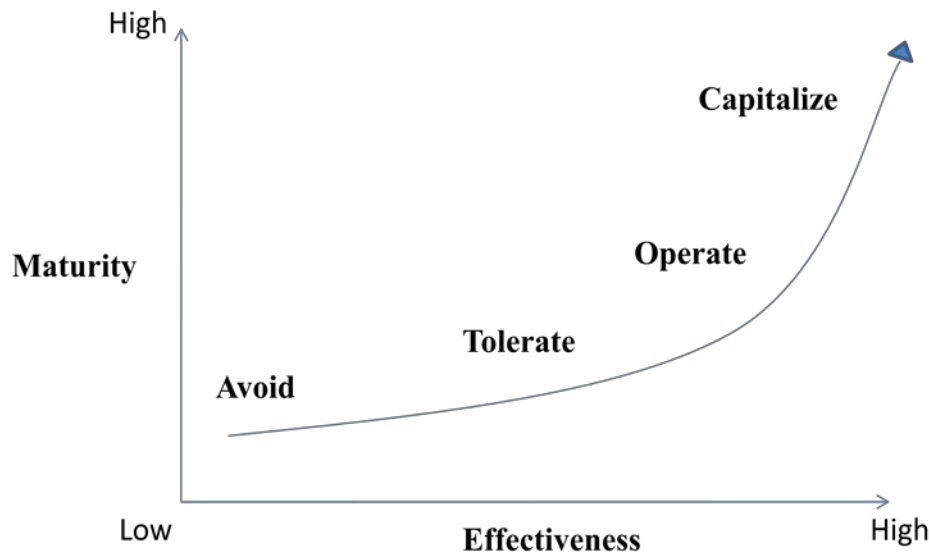 High
Capitalize
Operate
Maturity
Tolerate
Avoid
Low
High
Effectiveness